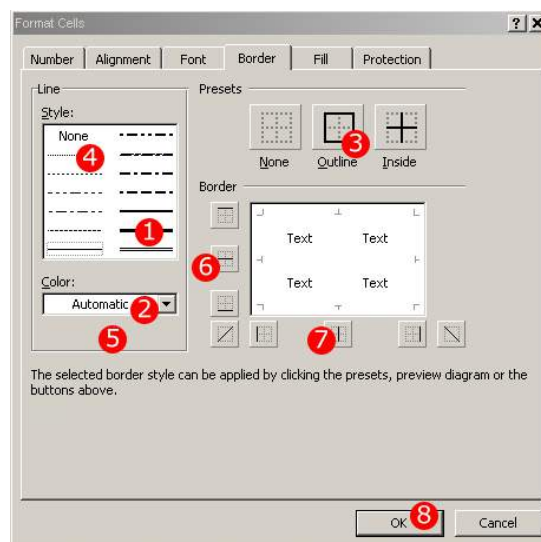 Format Cells ? X
Number Alignment Font Border Fill Protection
Line
Style:
None
4
1
Color:
Automatic 2
5
Presets
3
None Outline Inside
Border
Text Text
6
Text Text
7
The selected border style can be applied by clicking the presets, preview diagram or the
buttons above.
OK 8 Cancel